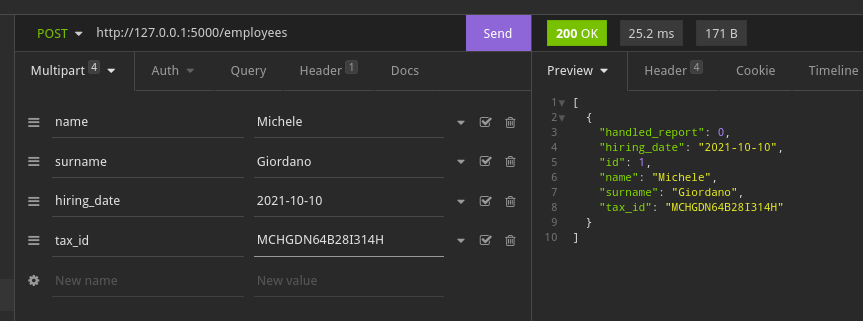 POST http://127.0.0.1:5000/employees Send 200 OK 25.2 ms 171 B
Multipart 4 Auth Query Header 1 Docs Preview Header 4 Cookie Timeline
name Michele
surname Giordano
hiring_date 2021-10-10
tax_id MCHGDN64B28I314H
New name New value
1 [
2 {
3 "handled_report": 0,
4 "hiring_date": "2021-10-10",
5 "id": 1,
6 "name": "Michele",
7 "surname": "Giordano",
8 "tax_id": "MCHGDN64B28I314H"
9 }
10 ]